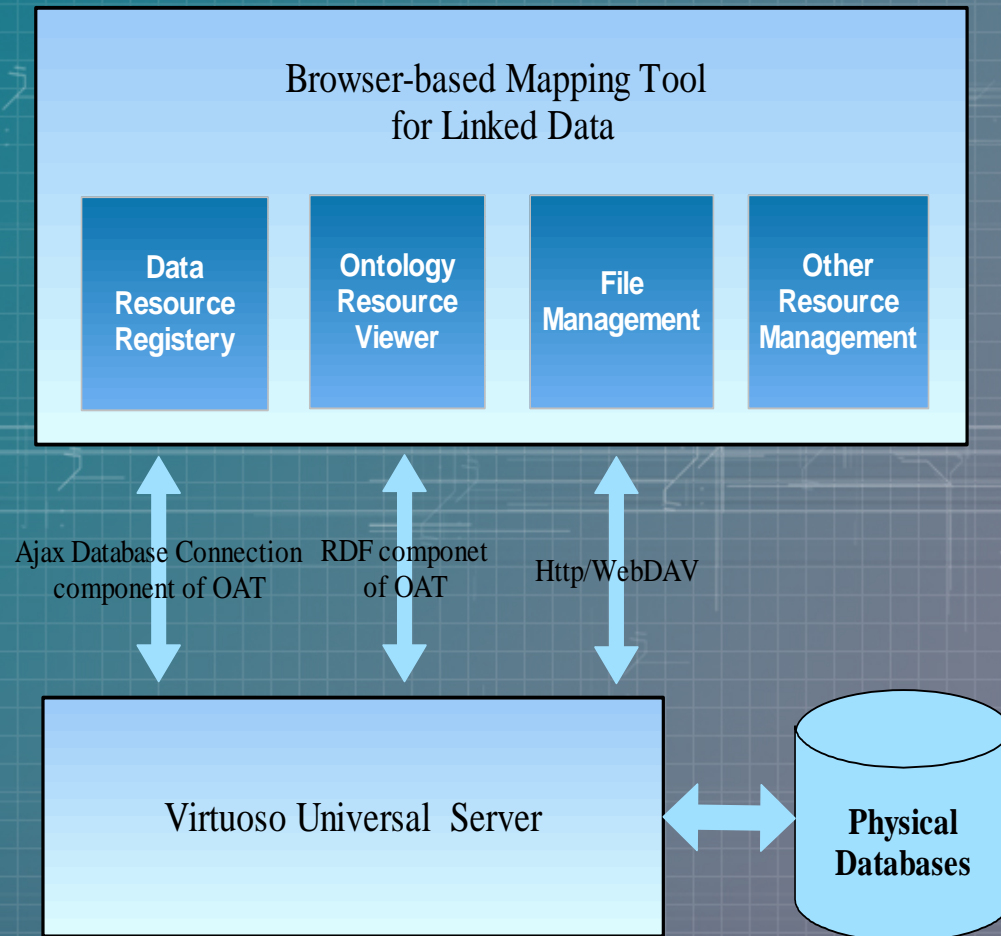 Browser-based Mapping Tool
for Linked Data
Data
Resource
Registery
Ontology
Resource
Viewer
File
Management
Other
Resource
Management
Ajax Database Connection
component of OAT
RDF componet
of OAT
Http/WebDAV
Virtuoso Universal Server
Physical
Databases